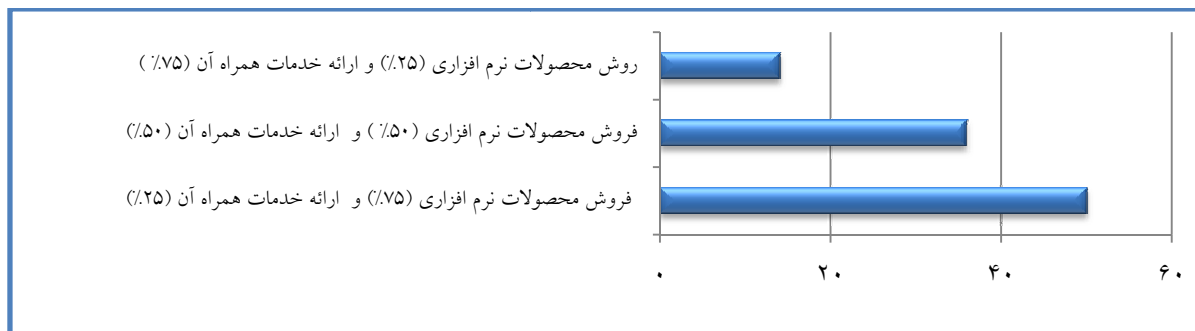 روش محصولات نرم افزاری (۲۵٪) و ارائه خدمات همراه آن (۷۵٪ )
فروش محصولات نرم افزاری (۵۰٪ ) و ارائه خدمات همراه آن (۵۰٪)
فروش محصولات نرم افزاری (۷۵٪) و ارائه خدمات همراه آن (۲۵٪)
۰ ۲۰ ۴۰ ۶۰